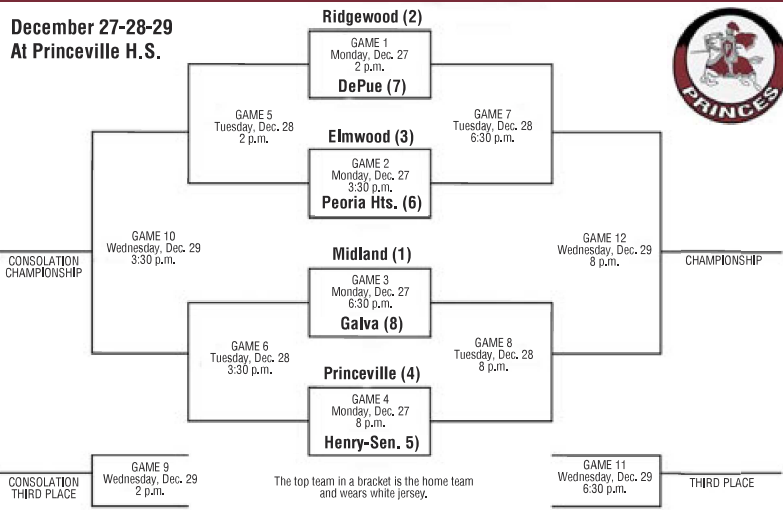 December 27-28-29
At Princeville H.S.
Ridgewood (2)
GAME 1
Monday, Dec. 27
2 p.m.
DePue (7)
GAME 5
Tuesday, Dec. 28
2 p.m.
GAME 7
Tuesday, Dec. 28
6:30 p.m.
PRINCES
Elmwood (3)
GAME 2
Monday, Dec. 27
3:30 p.m.
Peoria Hts. (6)
GAME 10
Wednesday, Dec. 29
3:30 p.m.
CONSOLATION
CHAMPIONSHIP
GAME 12
Wednesday, Dec. 29
8 p.m.
CHAMPIONSHIP
Midland (1)
GAME 3
Monday, Dec. 27
6:30 p.m.
Galva (8)
GAME 6
Tuesday, Dec. 28
3:30 p.m.
GAME 8
Tuesday, Dec. 28
8 p.m.
Princeville (4)
GAME 4
Monday, Dec. 27
8 p.m.
Henry-Sen. 5)
GAME 9
Wednesday, Dec. 29
2 p.m.
CONSOLATION
THIRD PLACE
The top team in a bracket is the home team
and wears white jersey.
GAME 11
Wednesday, Dec. 29
6:30 p.m.
THIRD PLACE